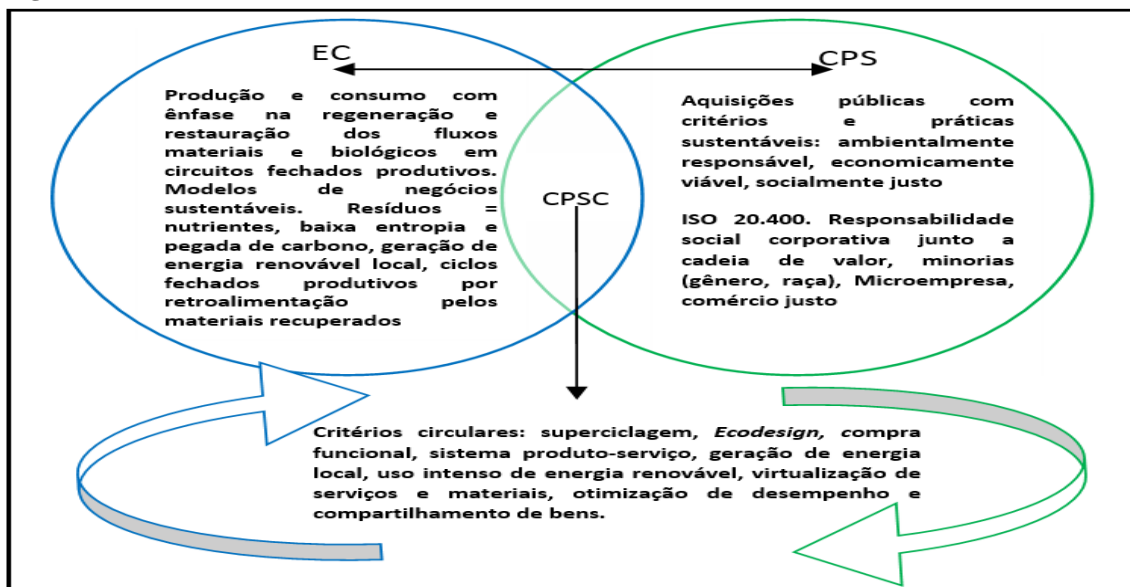 EC
CPS
Produção e consumo com
ênfase na regeneração e
restauração dos fluxos
materiais e biológicos em
circuitos fechados produtivos.
Modelos de negócios
sustentáveis. Resíduos =
nutrientes, baixa entropia e
pegada de carbono, geração de
energia renovável local, ciclos
fechados produtivos por
retroalimentação pelos
materiais recuperados
CPSC
Aquisições públicas com
critérios e práticas
sustentáveis: ambientalmente
responsável, economicamente
viável, socialmente justo
ISO 20.400. Responsabilidade
social corporativa junto a
cadeia de valor, minorias
(gênero, raça), Microempresa,
comércio justo
Critérios circulares: superciclagem, Ecodesign, compra
funcional, sistema produto-serviço, geração de energia
local, uso intenso de energia renovável, virtualização de
serviços e materiais, otimização de desempenho e
compartilhamento de bens.